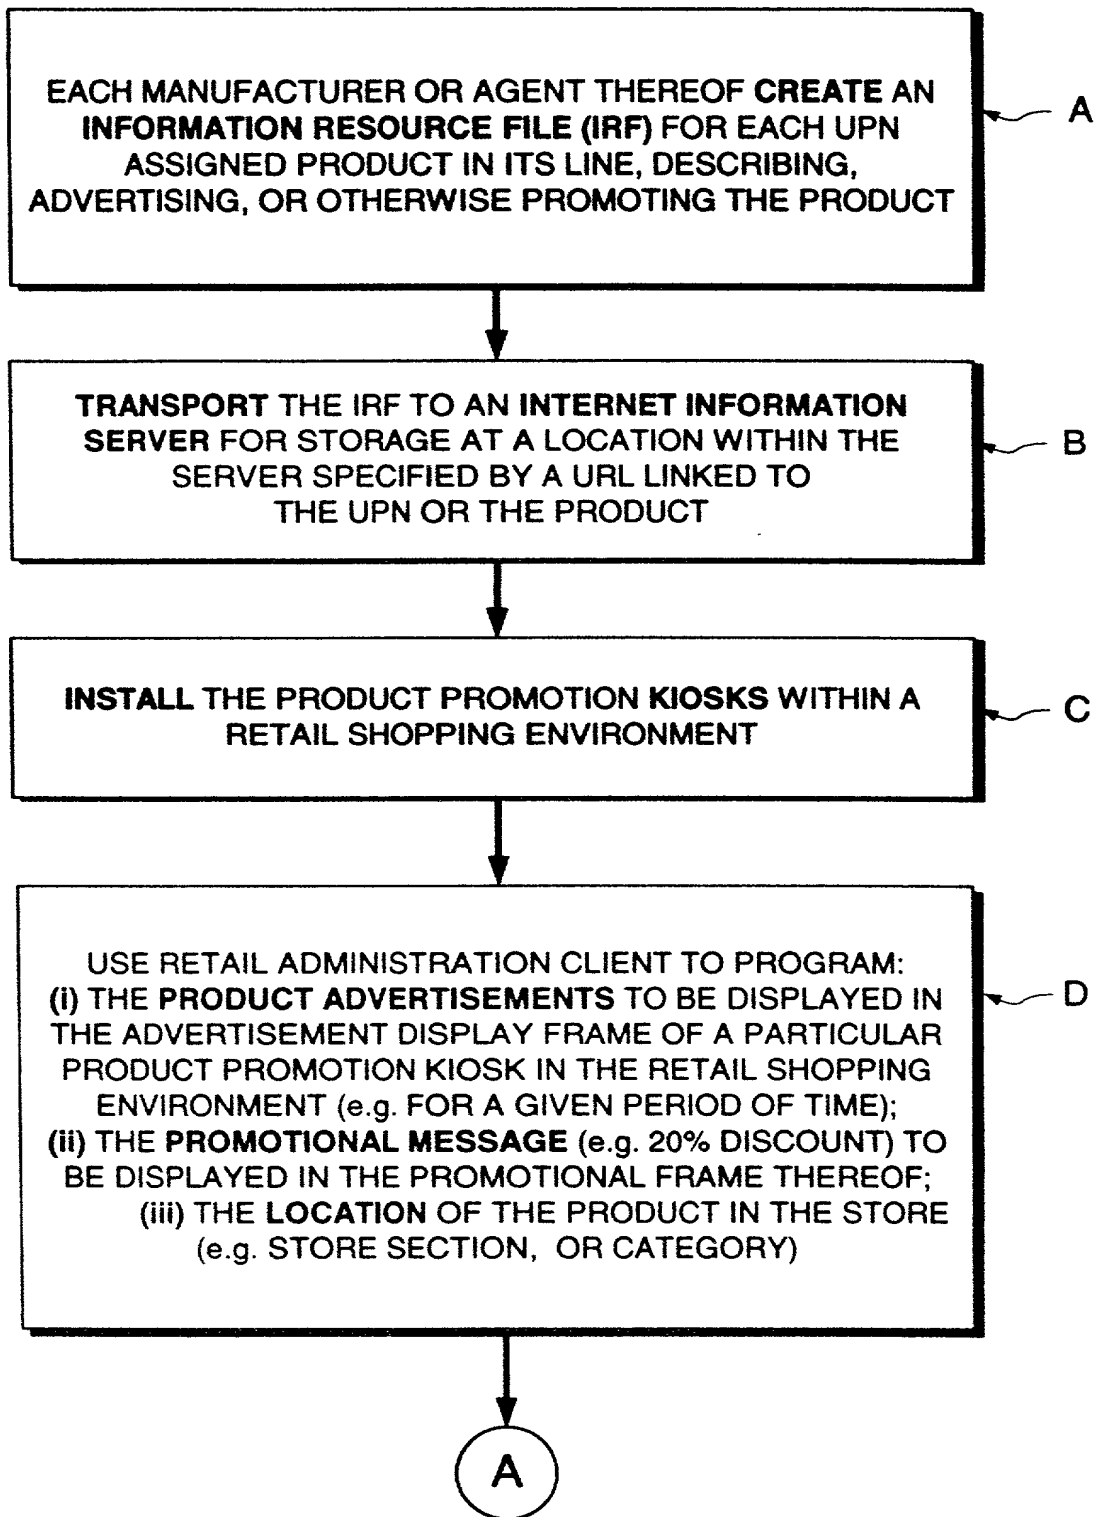 EACH MANUFACTURER OR AGENT THEREOF CREATE AN
INFORMATION RESOURCE FILE (IRF) FOR EACH UPN
ASSIGNED PRODUCT IN ITS LINE, DESCRIBING,
ADVERTISING, OR OTHERWISE PROMOTING THE PRODUCT
A
TRANSPORT THE IRF TO AN INTERNET INFORMATION
SERVER FOR STORAGE AT A LOCATION WITHIN THE
SERVER SPECIFIED BY A URL LINKED TO
THE UPN OR THE PRODUCT
B
INSTALL THE PRODUCT PROMOTION KIOSKS WITHIN A
RETAIL SHOPPING ENVIRONMENT
C
USE RETAIL ADMINISTRATION CLIENT TO PROGRAM:
(i) THE PRODUCT ADVERTISEMENTS TO BE DISPLAYED IN
THE ADVERTISEMENT DISPLAY FRAME OF A PARTICULAR
PRODUCT PROMOTION KIOSK IN THE RETAIL SHOPPING
ENVIRONMENT (e.g. FOR A GIVEN PERIOD OF TIME);
(ii) THE PROMOTIONAL MESSAGE (e.g. 20% DISCOUNT) TO
BE DISPLAYED IN THE PROMOTIONAL FRAME THEREOF;
(iii) THE LOCATION OF THE PRODUCT IN THE STORE
(e.g. STORE SECTION, OR CATEGORY)
D
A